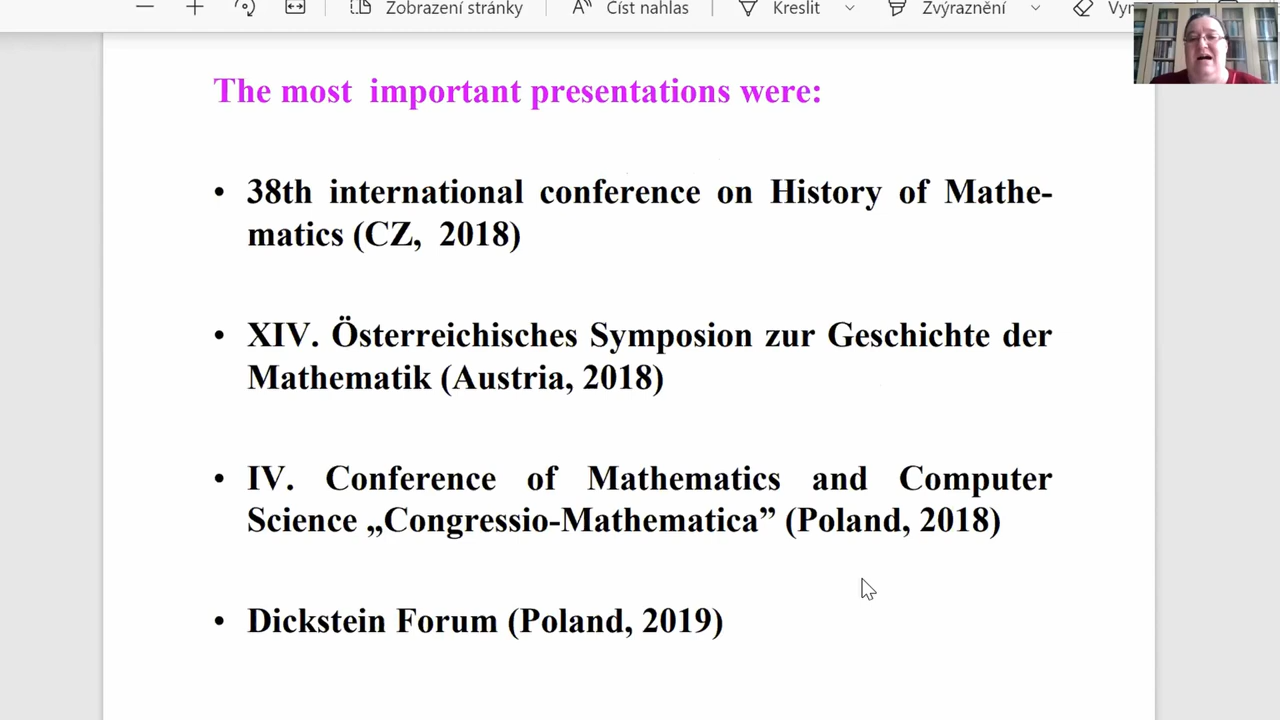 Zobrazení stránky Číst nahlas Kreslit Zvýraznění
The most important presentations were:
• 38th international conference on History of Mathe-
matics (CZ, 2018)
• XIV. Österreichisches Symposion zur Geschichte der
Mathematik (Austria, 2018)
• IV. Conference of Mathematics and Computer
Science „Congressio-Mathematica” (Poland, 2018)
• Dickstein Forum (Poland, 2019)